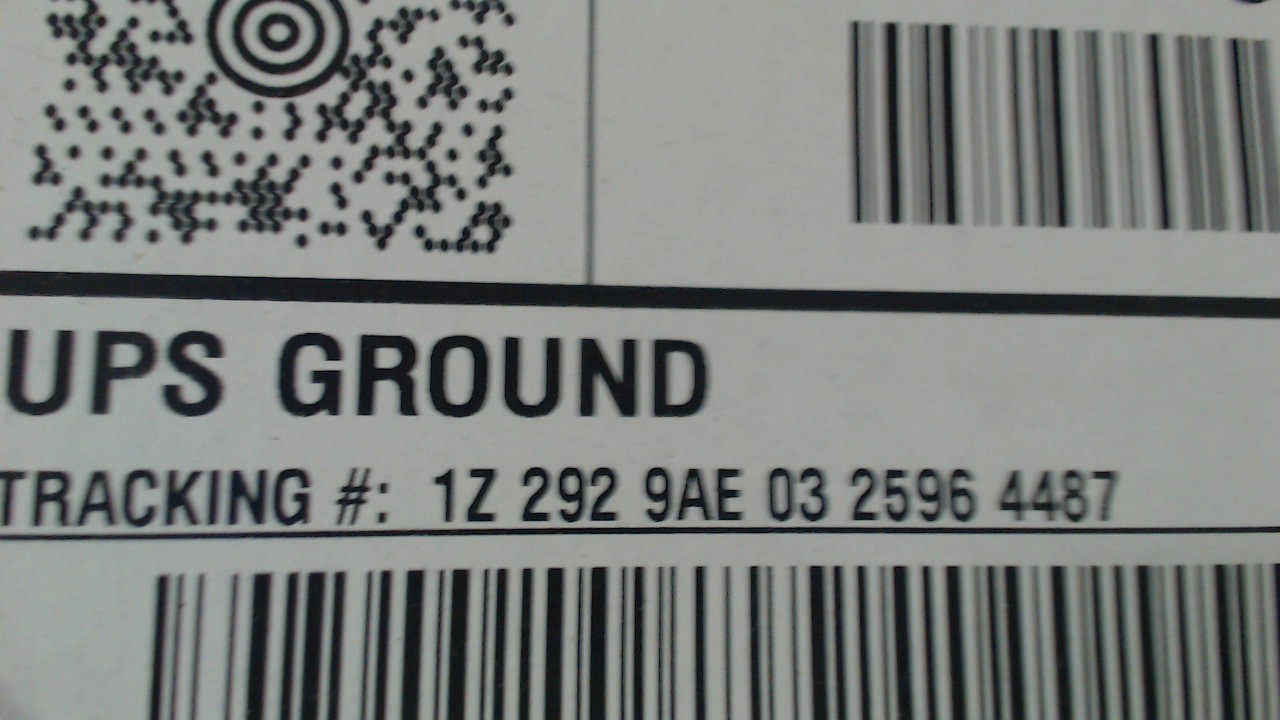 UPS GROUND
TRACKING #: 1Z 292 9AE 03 2596 4487